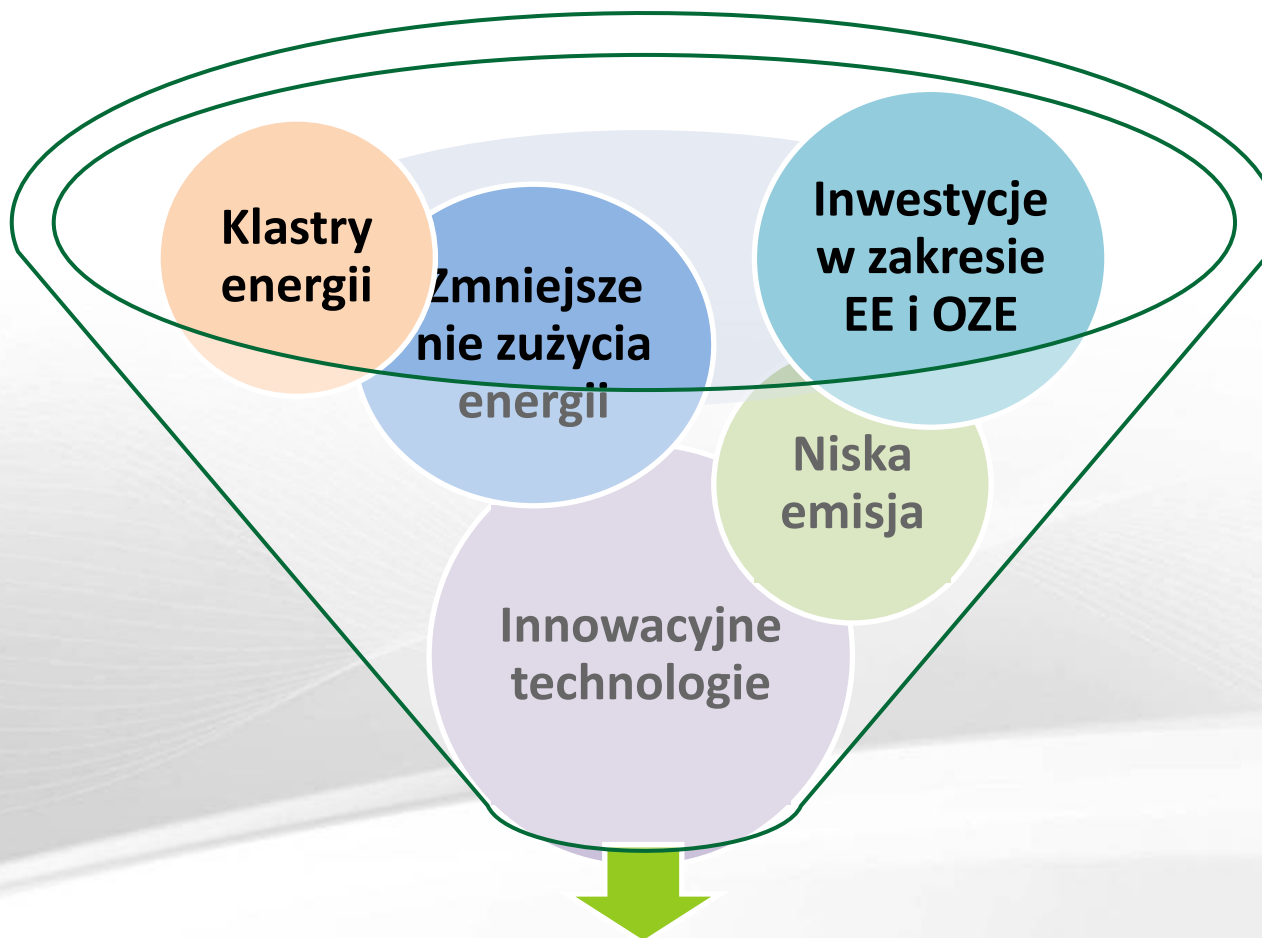 Klastry
energii
Zmniejsze
nie zużycia
energii
Inwestycje
w zakresie
EE i OZE
Niska
emisja
Innowacyjne
technologie